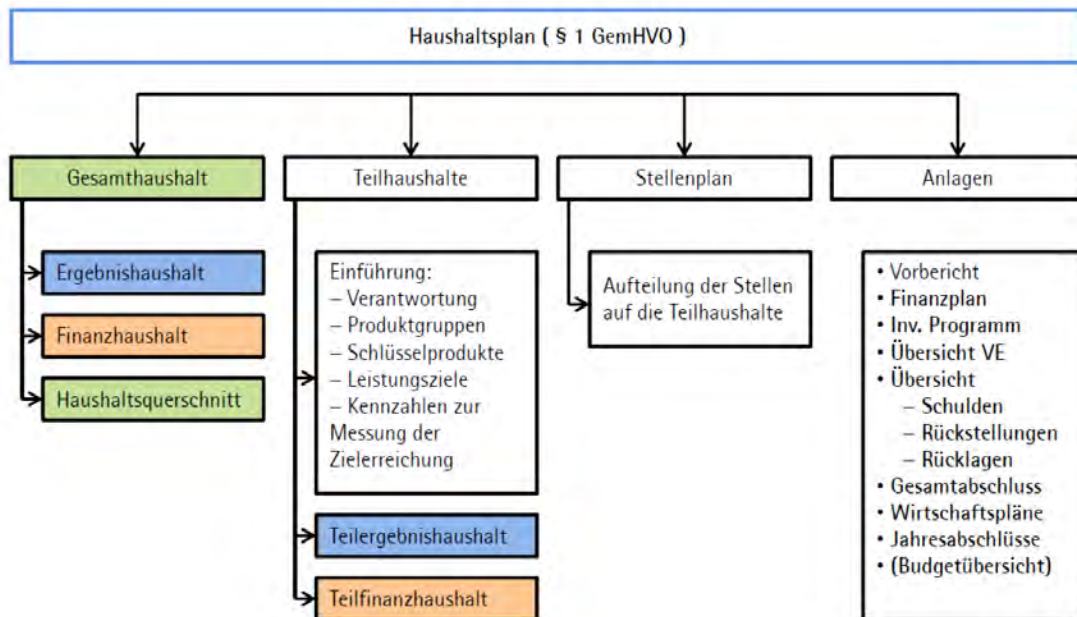 Haushaltsplan ( § 1 GemHVO )
Gesamthaushalt
Ergebnishaushalt
Finanzhaushalt
Haushaltsquerschnitt
Teilhaushalte
Einführung:
– Verantwortung
– Produktgruppen
– Schlüsselprodukte
– Leistungsziele
– Kennzahlen zur
Messung der
Zielerreichung
Teilergebnishaushalt
Teilfinanzhaushalt
Stellenplan
Aufteilung der Stellen
auf die Teilhaushalte
Anlagen
• Vorbericht
• Finanzplan
• Inv. Programm
• Übersicht VE
• Übersicht
– Schulden
– Rückstellungen
– Rücklagen
• Gesamtabschluss
• Wirtschaftspläne
• Jahresabschlüsse
• (Budgetübersicht)